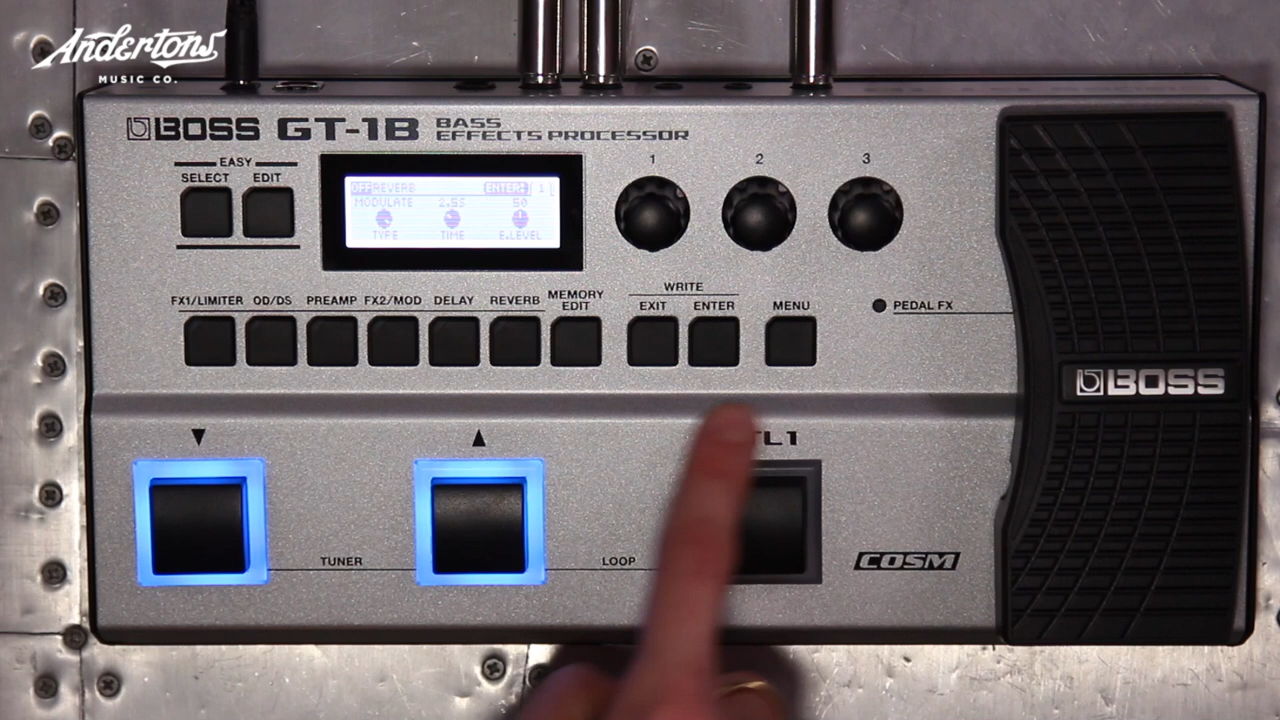 Andertons
MUSIC CO.
BOSS GT-1B BASS
EFFECTS PROCESSOR
EASY
SELECT EDIT
1 2 3
OFF REVERB ENTER 1
MODULATE 2.5s 50
TYPE TIME E.LEVEL
WRITE
FX1/LIMITER OD/DS PREAMP FX2/MOD DELAY REVERB MEMORY
EDIT EXIT ENTER MENU
PEDAL FX
BOSS
TL1
TUNER LOOP
COSM